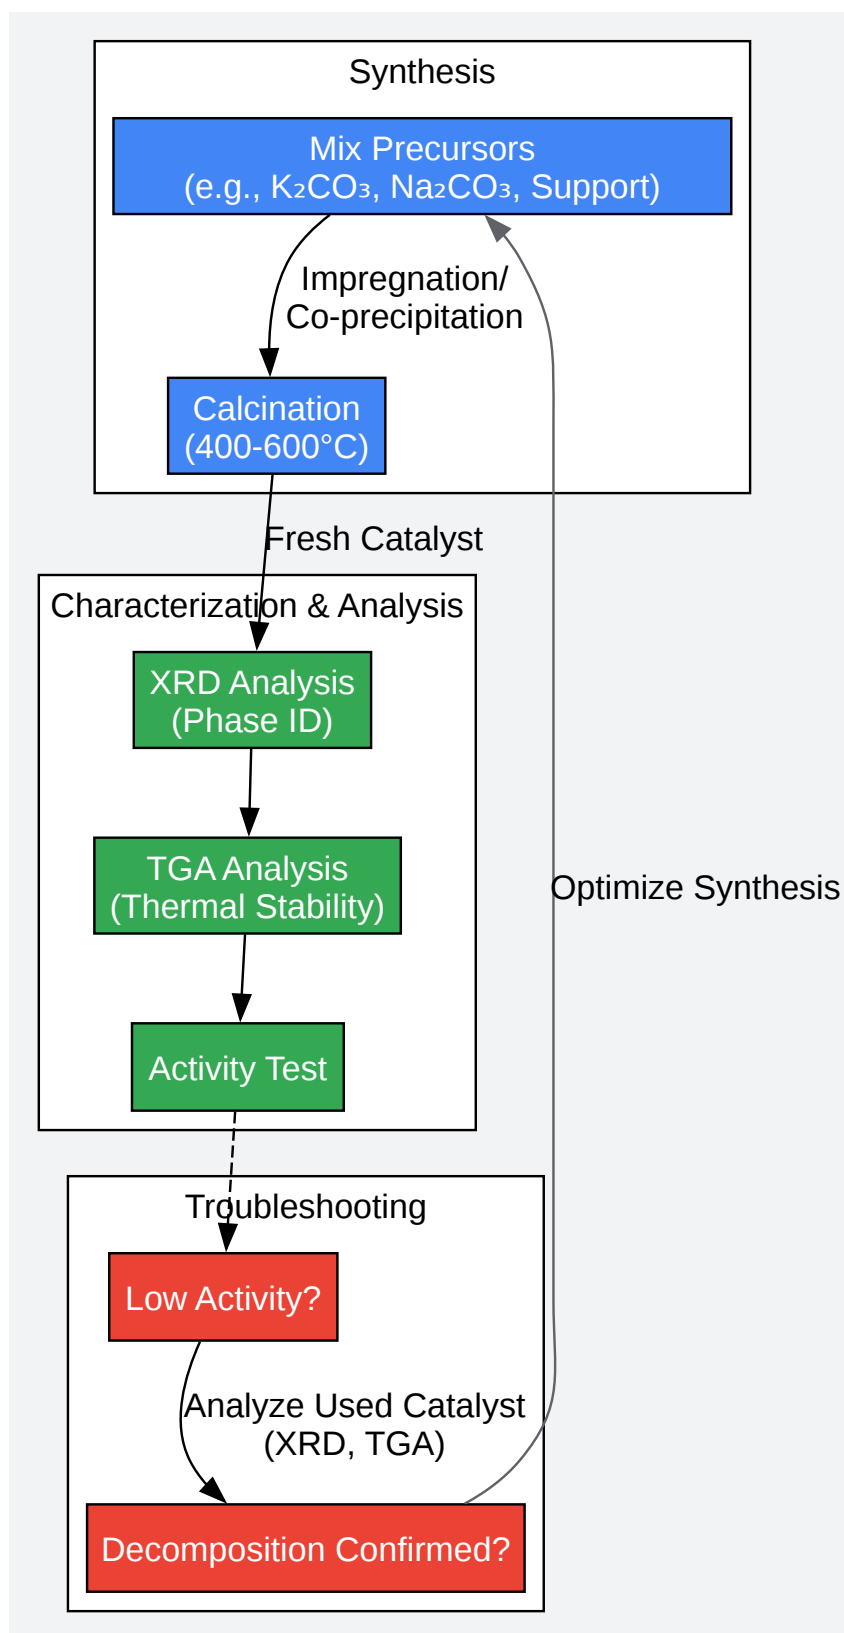 Synthesis
Mix Precursors
(e.g., K₂CO₃, Na₂CO₃, Support)
Impregnation/
Co-precipitation
Calcination
(400-600°C)
Fresh Catalyst
Characterization & Analysis
XRD Analysis
(Phase ID)
TGA Analysis
(Thermal Stability)
Optimize Synthesis
Activity Test
Troubleshooting
Low Activity?
Analyze Used Catalyst
(XRD, TGA)
Decomposition Confirmed?